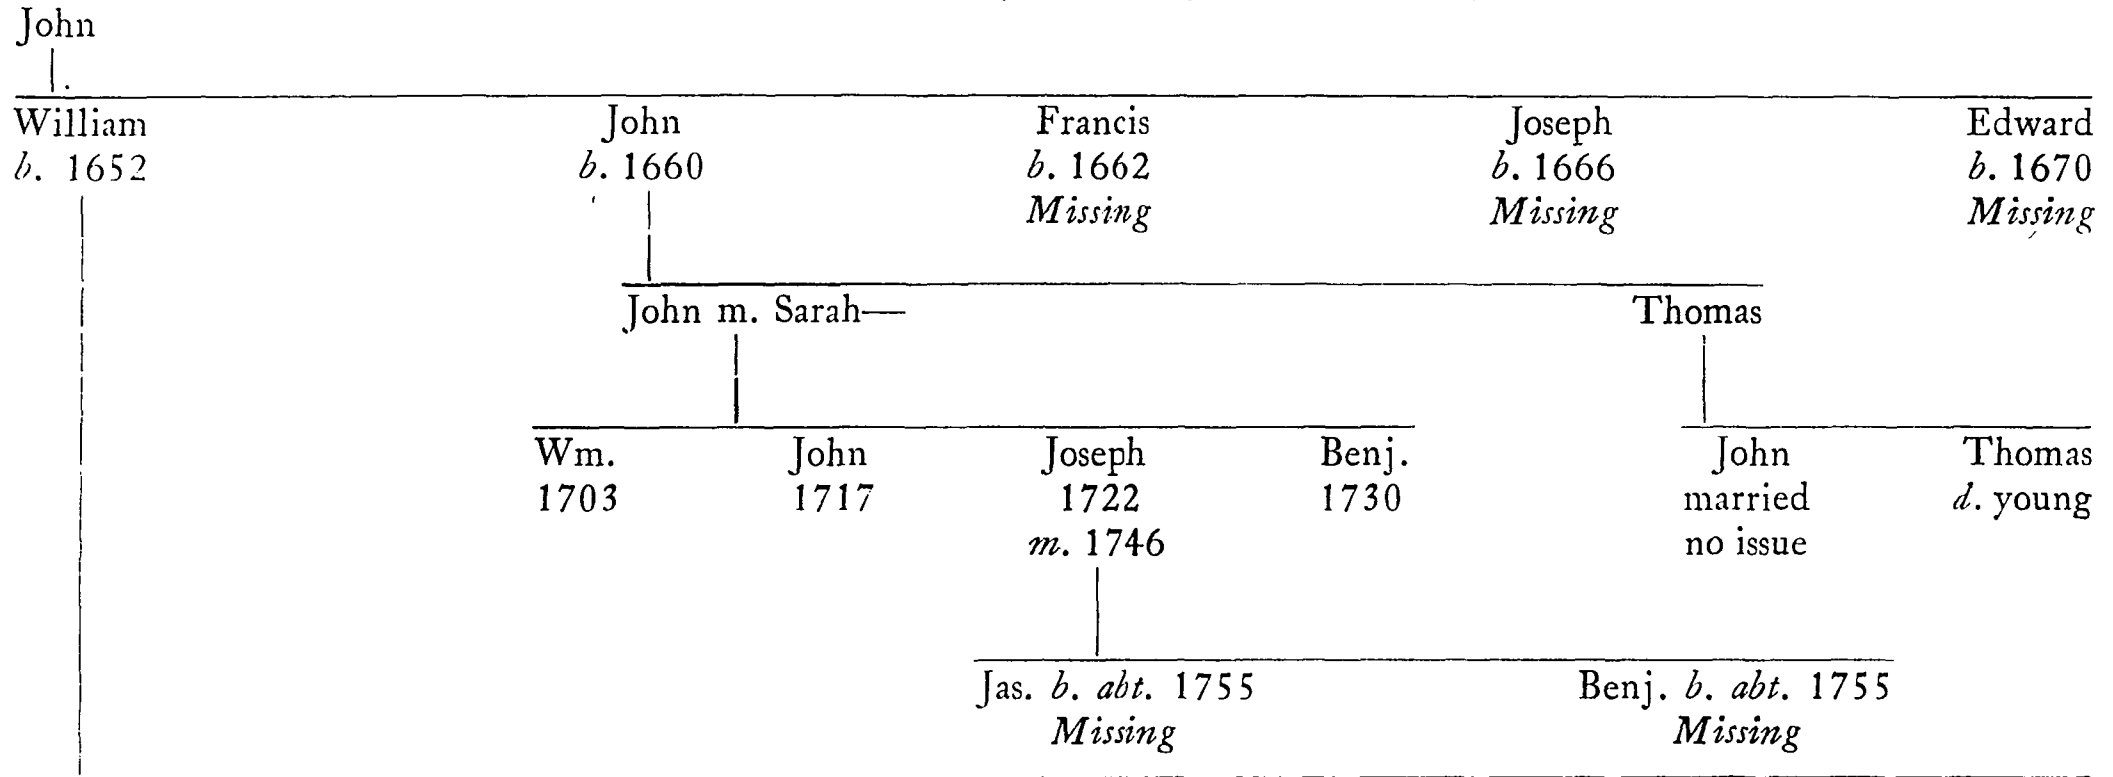 John
William John Francis Joseph Edward
b. 1652 b. 1660 b. 1662 b. 1666 b. 1670
Missing Missing Missing
John m. Sarah— Thomas
Wm. John Joseph Benj. John Thomas
1703 1717 1722 1730 married d. young
m. 1746 no issue
Jas. b. abt. 1755 Benj. b. abt. 1755
Missing Missing